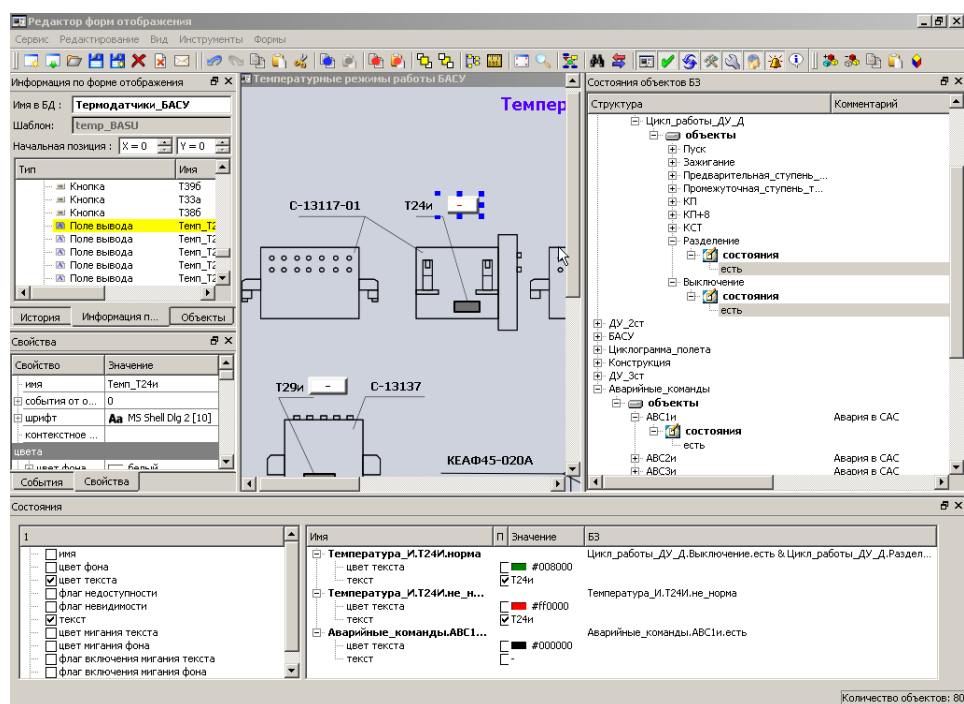 Редактор форм отображения
Сервис Редактирование Вид Инструменты Формы
Информация по форме отображения
Имя в БД : Термодатчики_БАСУ
Шаблон: temp_BASU
Начальная позиция : X = 0 Y = 0
Тип Имя
Кнопка Т39б
Кнопка Т33а
Кнопка Т38б
Поле вывода Темп_Т2
Поле вывода Темп_Т2
Поле вывода Темп_Т2
Поле вывода Темп_Т2
Поле вывода Темп_Т2
История Информация п... Объекты
Свойства
Свойство Значение
имя Темп_Т24и
события от о... 0
шрифт Aa MS Shell Dlg 2 [10]
контекстное ...
цвета
цвет фона белый
События Свойства
Температурные режимы работы БАСУ
Темпер
С-13117-01 Т24и -
Т29и - С-13137
КЕАФ45-020А
Состояния объектов БЗ
Структура Комментарий
Цикл_работы_ДУ_Д
объекты
Пуск
Зажигание
Предварительная_ступень_...
Промежуточная_ступень_т...
КП
КП+8
КСТ
Разделение
состояния
есть
Выключение
состояния
есть
ДУ_2ст
БАСУ
Циклограмма_полета
Конструкция
ДУ_3ст
Аварийные_команды
объекты
АВС1и Авария в САС
состояния
есть
АВС2и Авария в САС
АВС3и Авария в САС
Состояния
1
имя
цвет фона
цвет текста
флаг недоступности
флаг невидимости
текст
цвет мигания текста
цвет мигания фона
флаг включения мигания текста
флаг включения мигания фона
Имя П Значение БЗ
Температура_И.Т24И.норма Цикл_работы_ДУ_Д.Выключение.есть & Цикл_работы_ДУ_Д.Раздел...
цвет текста #008000
текст Т24и
Температура_И.Т24И.не_н... Температура_И.Т24И.не_норма
цвет текста #ff0000
текст Т24и
Аварийные_команды.АВС1... Аварийные_команды.АВС1и.есть
цвет текста #000000
текст -
Количество объектов: 80